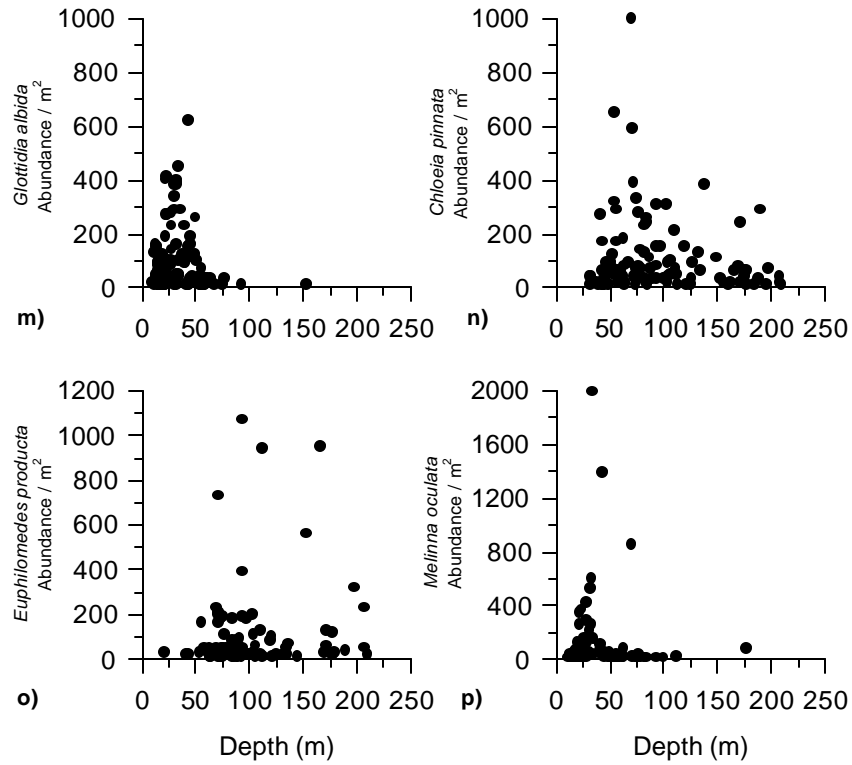 Glottidia albida
Abundance / m²
1000
800
600
400
200
0
0 50 100 150 200 250
m)
Chloeia pinnata
Abundance / m²
1000
800
600
400
200
0
0 50 100 150 200 250
n)
Euphilomedes producta
Abundance / m²
1200
1000
800
600
400
200
0
0 50 100 150 200 250
o)
Depth (m)
Melinna oculata
Abundance / m²
2000
1600
1200
800
400
0
0 50 100 150 200 250
p)
Depth (m)